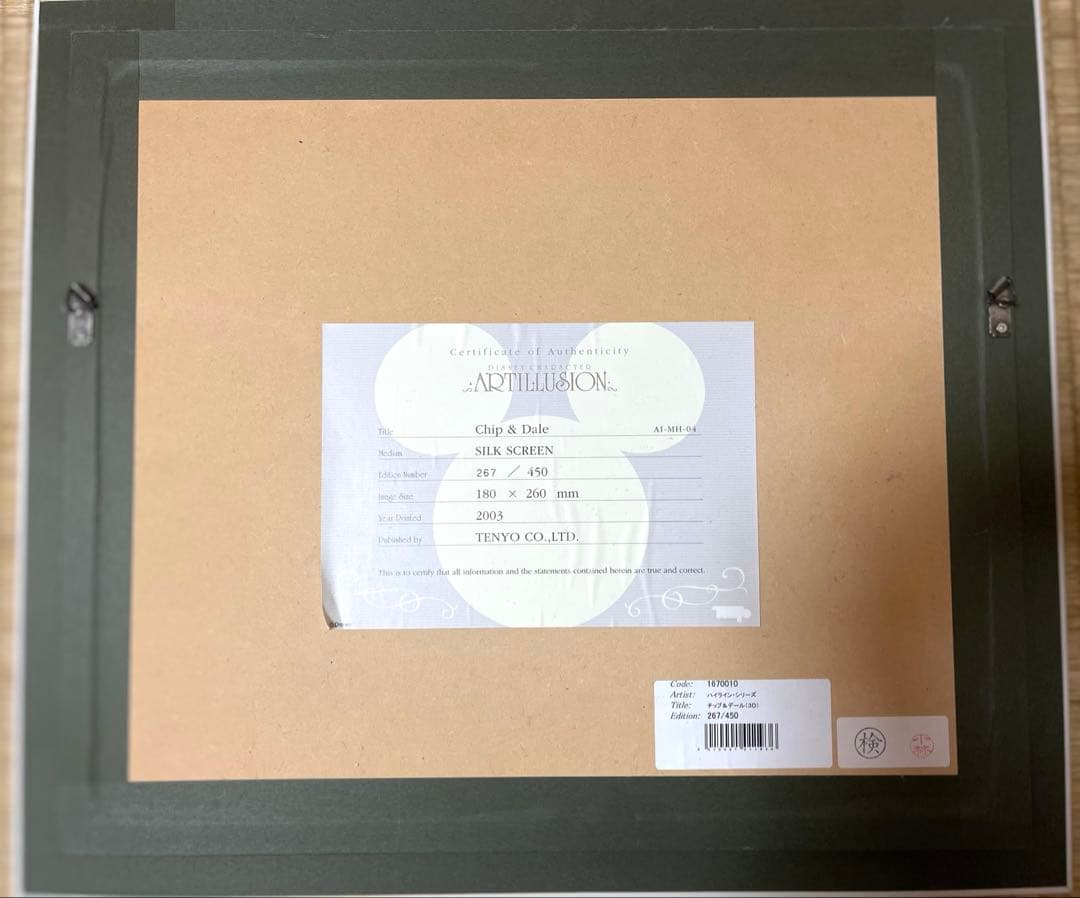 Certificate of Authenticity
DISNEY CHARACTER
ARTILLUSION
Title Chip & Dale AI-MH-04
Medium SILK SCREEN
Edition Number 267 / 450
Image Size 180 × 260 mm
Year Printed 2003
Published by TENYO CO.,LTD.
This is to certify that all information and the statements contained herein are true and correct.
©Disney
Code: 1670010
Artist: ハイライン・シリーズ
Title: チップ&デール(3D)
Edition: 267/450
検